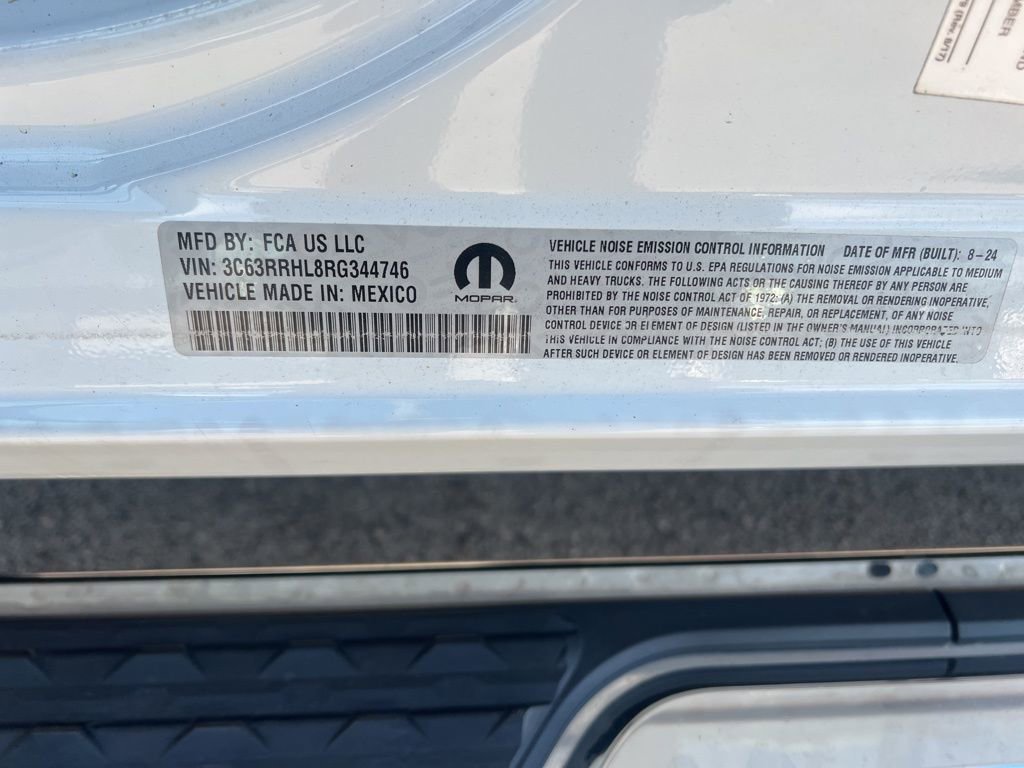 (Rev. 6/17)
MBER
MFD BY: FCA US LLC
VIN: 3C63RRHL8RG344746
VEHICLE MADE IN: MEXICO
MOPAR
VEHICLE NOISE EMISSION CONTROL INFORMATION DATE OF MFR (BUILT): 8-24
THIS VEHICLE CONFORMS TO U.S. EPA REGULATIONS FOR NOISE EMISSION APPLICABLE TO MEDIUM
AND HEAVY TRUCKS. THE FOLLOWING ACTS OR THE CAUSING THEREOF BY ANY PERSON ARE
PROHIBITED BY THE NOISE CONTROL ACT OF 1972: (A) THE REMOVAL OR RENDERING INOPERATIVE,
OTHER THAN FOR PURPOSES OF MAINTENANCE, REPAIR, OR REPLACEMENT, OF ANY NOISE
CONTROL DEVICE OR ELEMENT OF DESIGN (LISTED IN THE OWNER'S MANUAL) INCORPORATED INTO
THIS VEHICLE IN COMPLIANCE WITH THE NOISE CONTROL ACT; (B) THE USE OF THIS VEHICLE
AFTER SUCH DEVICE OR ELEMENT OF DESIGN HAS BEEN REMOVED OR RENDERED INOPERATIVE.